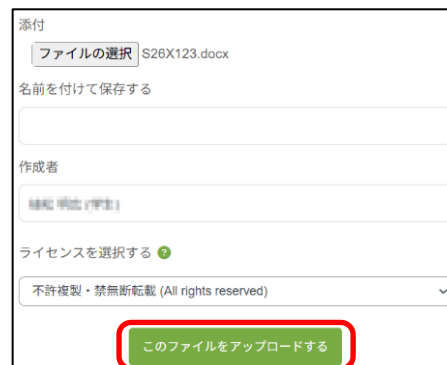 添付
ファイルの選択 S26X123.docx
名前を付けて保存する
作成者
ライセンスを選択する
不許複製・禁無断転載 (All rights reserved)
このファイルをアップロードする